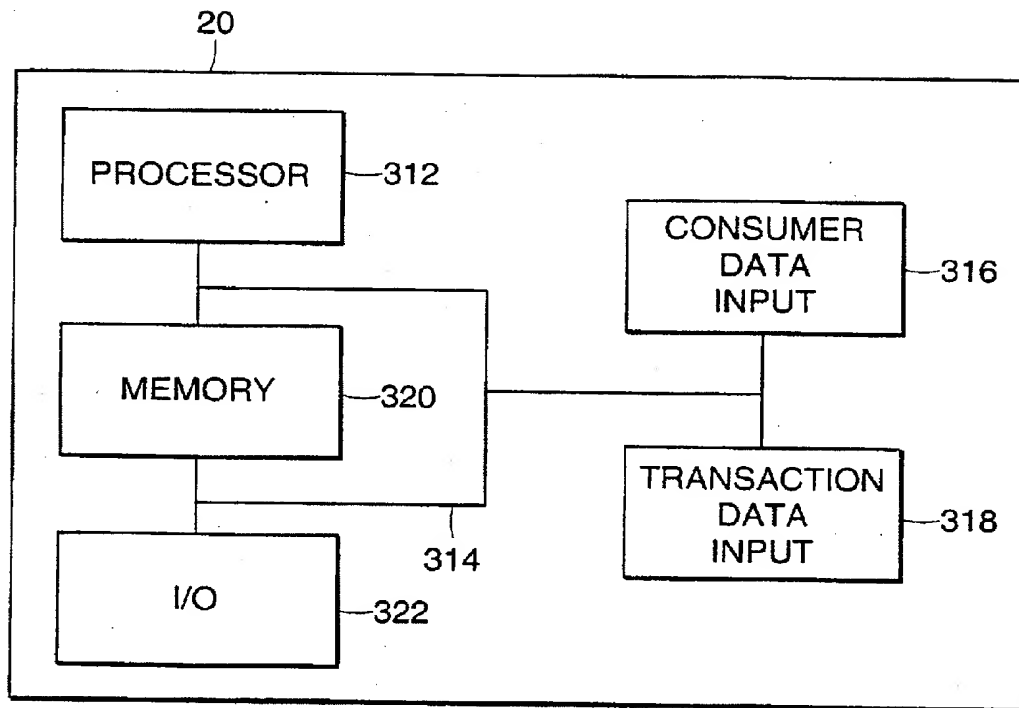 20
PROCESSOR
312
CONSUMER
DATA
INPUT
316
MEMORY
320
TRANSACTION
DATA
INPUT
318
314
I/O
322